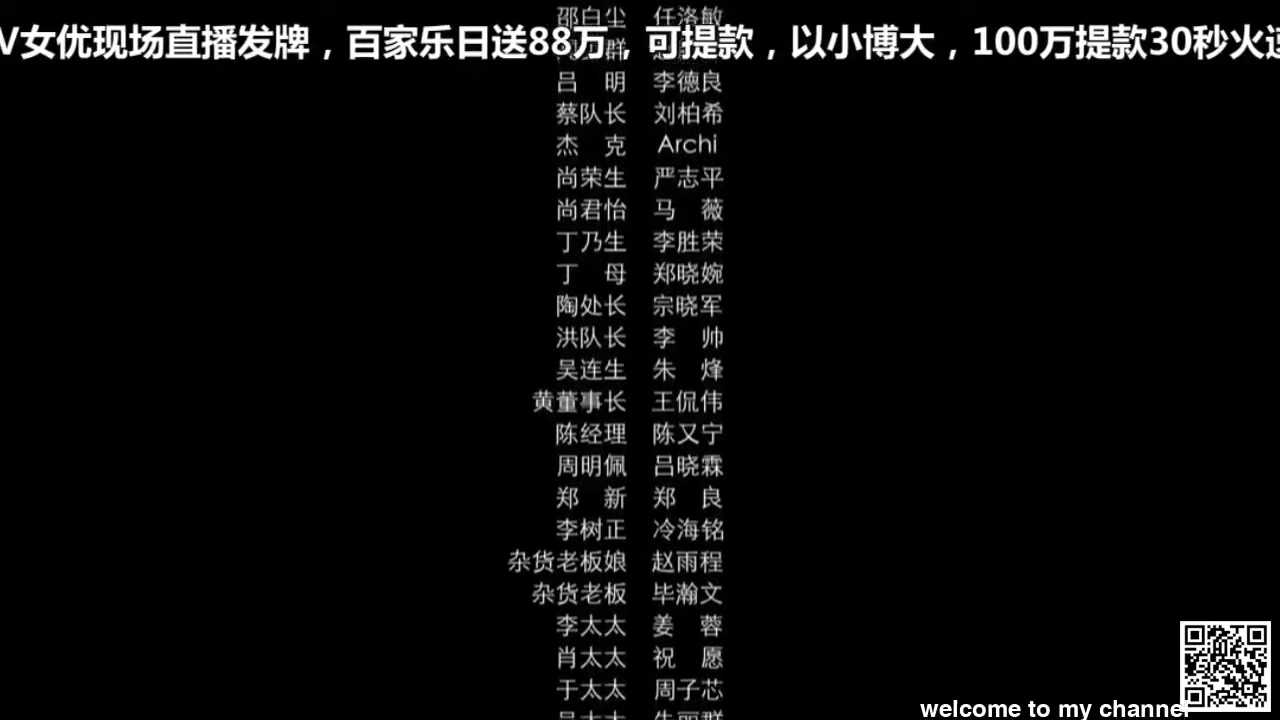 邵白尘 任洛敏
V女优现场直播发牌，百家乐日送88万，可提款，以小博大，100万提款30秒火速
吕 明 李德良
蔡队长 刘柏希
杰 克 Archi
尚荣生 严志平
尚君怡 马 薇
丁乃生 李胜荣
丁 母 郑晓婉
陶处长 宗晓军
洪队长 李 帅
吴连生 朱 烽
黄董事长 王侃伟
陈经理 陈又宁
周明佩 吕晓霖
郑 新 郑 良
李树正 冷海铭
杂货老板娘 赵雨程
杂货老板 毕瀚文
李太太 姜 蓉
肖太太 祝 愿
于太太 周子芯
welcome to my channel